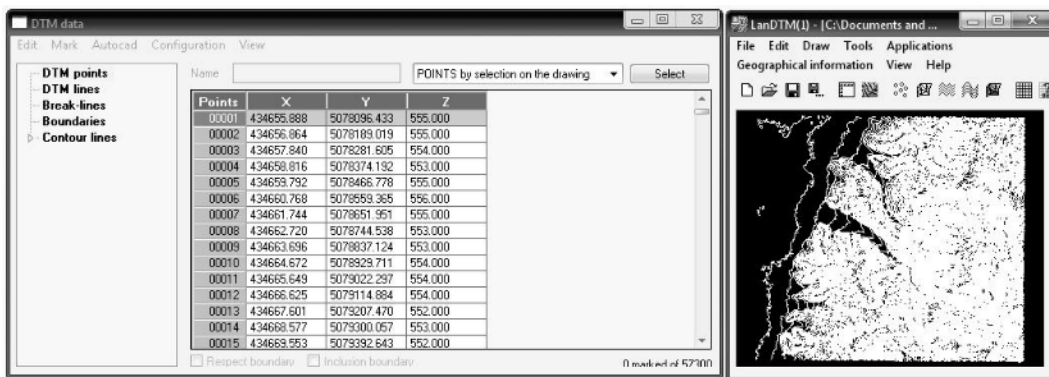 DTM data
Edit Mark Autocad Configuration View
DTM points
DTM lines
Break-lines
Boundaries
Contour lines
Name
POINTS by selection on the drawing
Select
Points X Y Z
00001 434655.888 5078096.433 555.000
00002 434656.864 5078189.019 555.000
00003 434657.840 5078281.605 554.000
00004 434658.816 5078374.192 553.000
00005 434659.792 5078466.778 555.000
00006 434660.768 5078559.365 556.000
00007 434661.744 5078651.951 555.000
00008 434662.720 5078744.538 553.000
00009 434663.696 5078837.124 553.000
00010 434664.672 5078929.711 554.000
00011 434665.649 5079022.297 554.000
00012 434666.625 5079114.884 554.000
00013 434667.601 5079207.470 552.000
00014 434668.577 5079300.057 553.000
00015 434669.553 5079392.643 552.000
Respect boundary Inclusion boundary
0 marked of 57300
LanDTM(1) - [C:\Documents and ...
File Edit Draw Tools Applications
Geographical information View Help